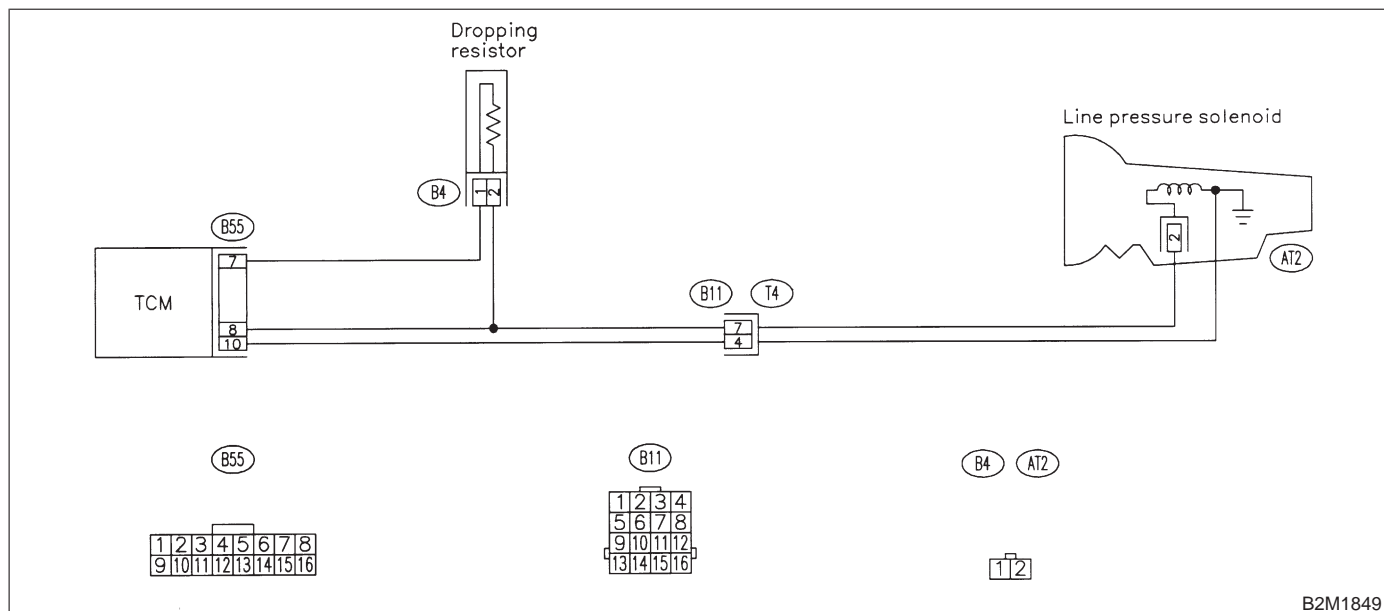 Dropping
resistor
Line pressure solenoid
B4
1 2
B55
7
TCM
8
10
B11 T4
7
4
2
AT2
B55
1 2 3 4 5 6 7 8
9 10 11 12 13 14 15 16
B11
1 2 3 4
5 6 7 8
9 10 11 12
13 14 15 16
B4 AT2
1 2
B2M1849